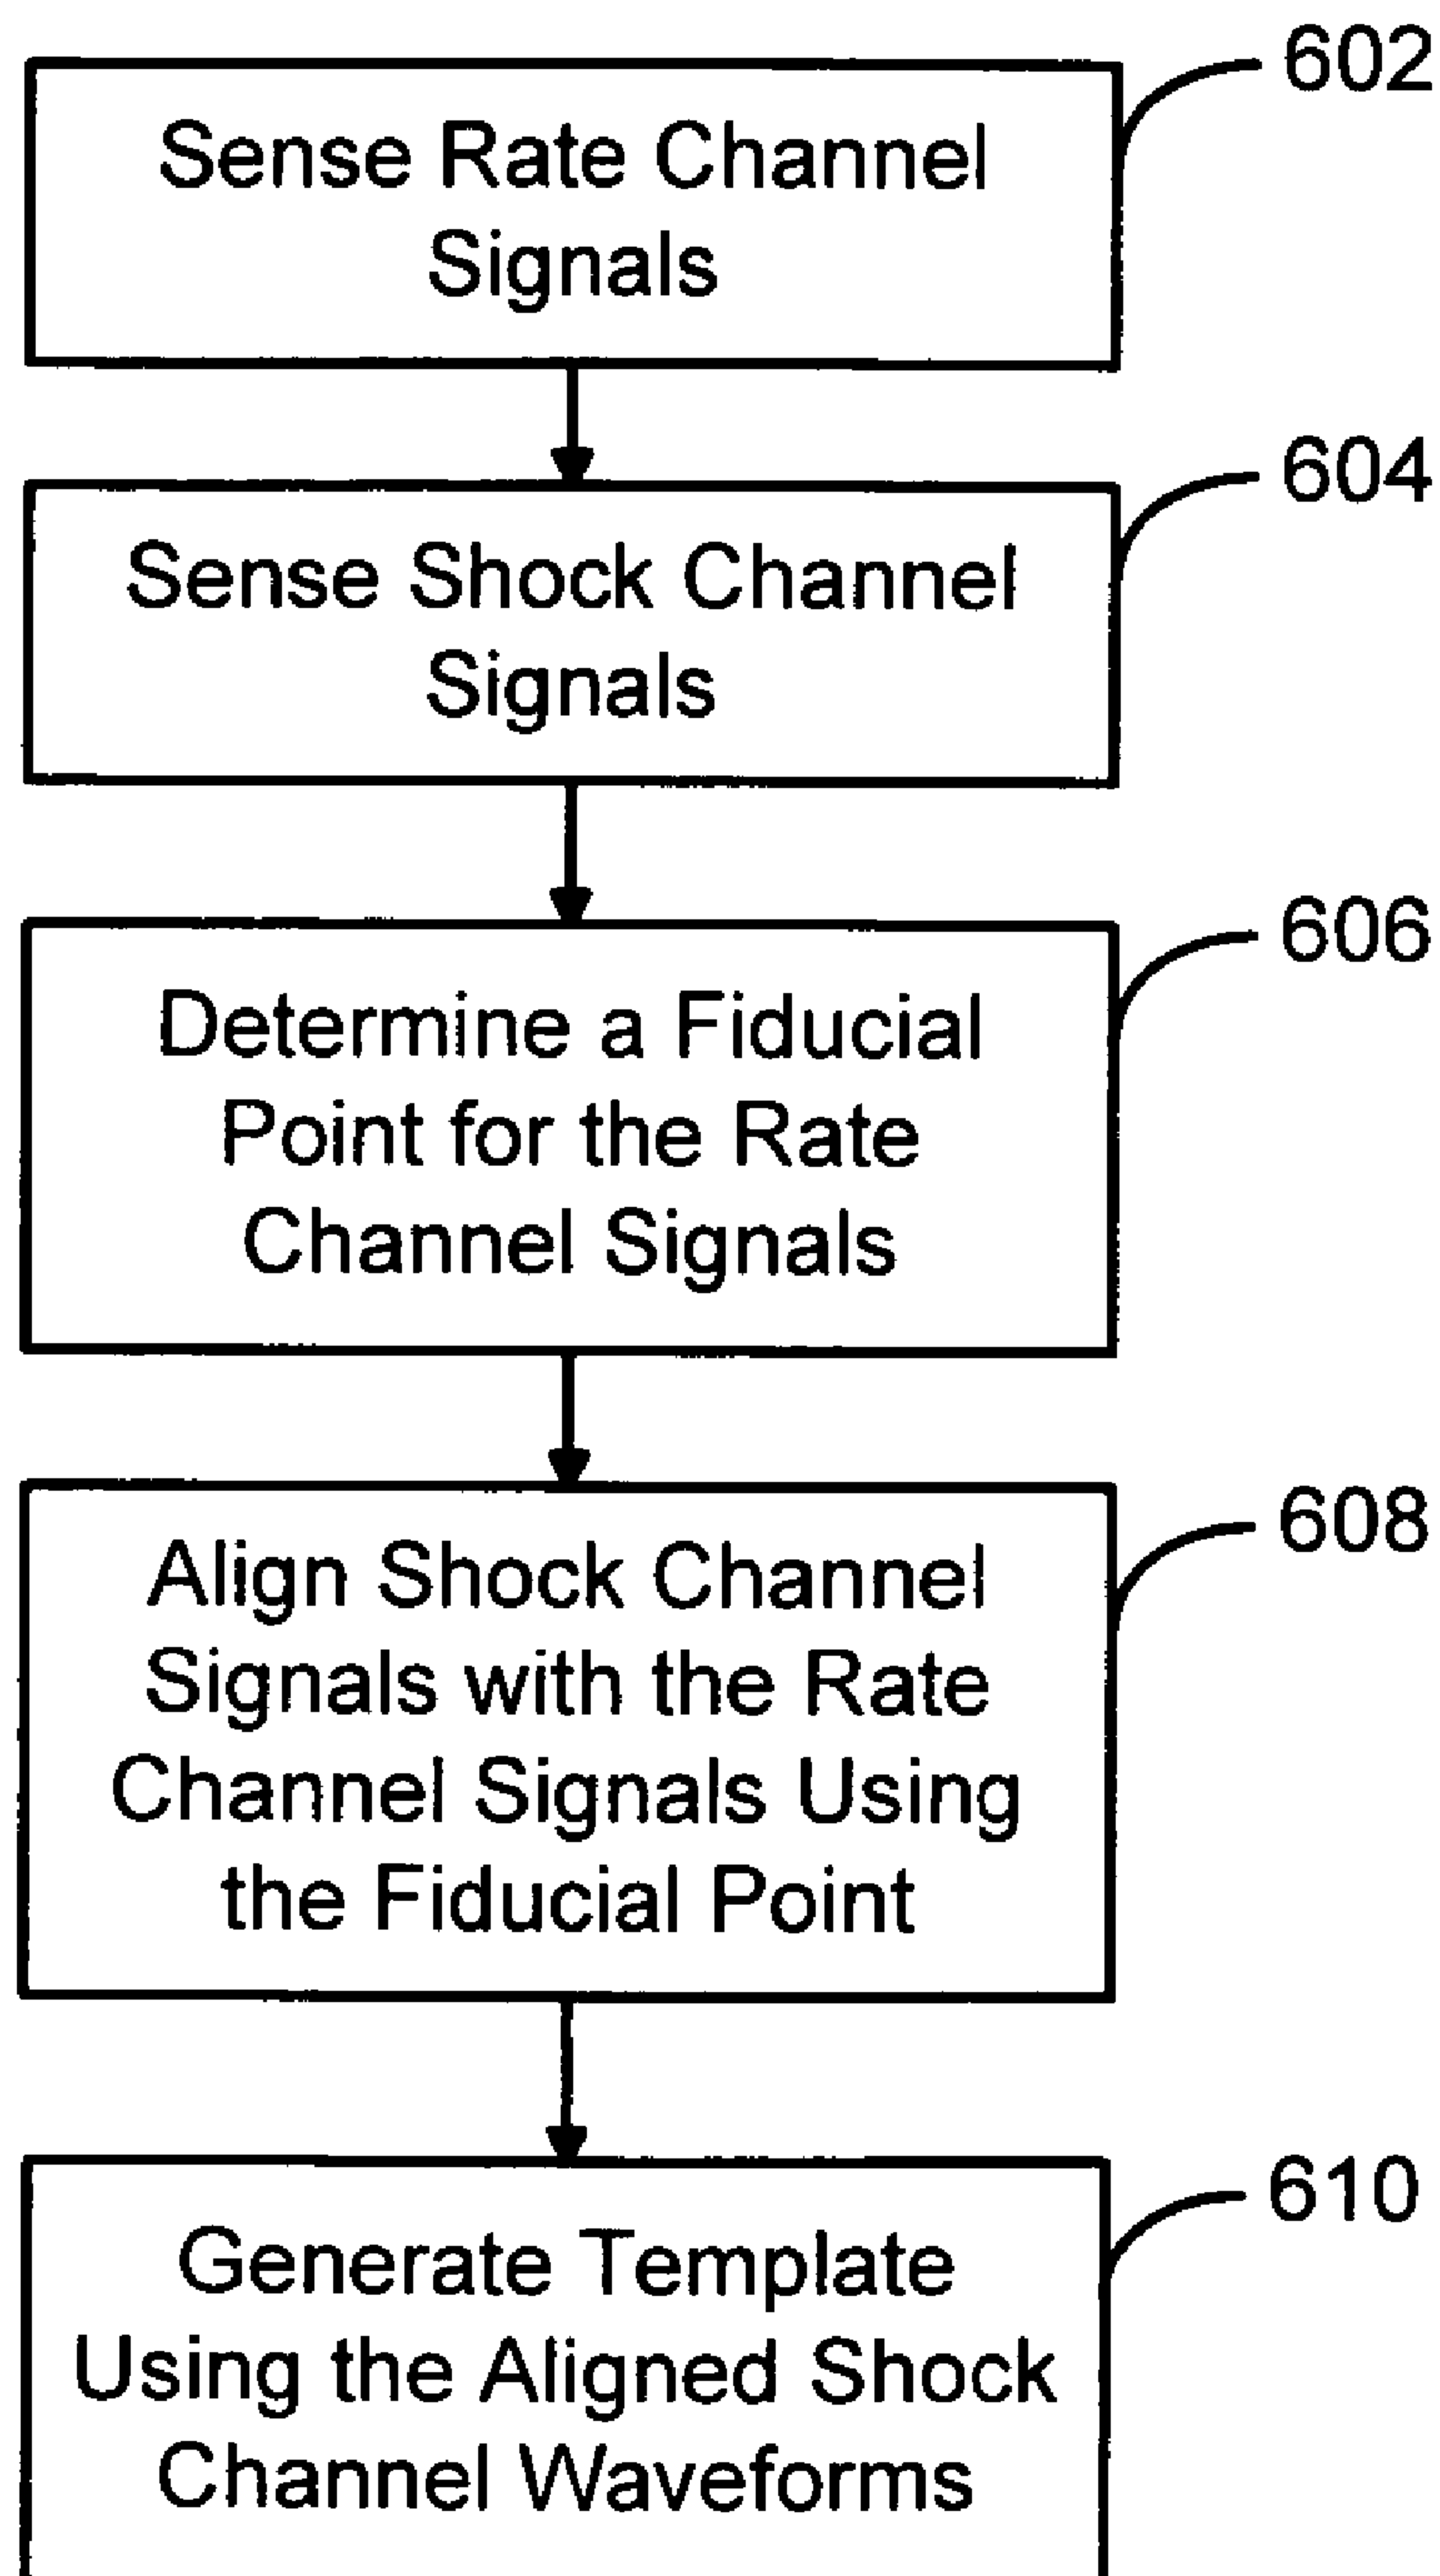 602
Sense Rate Channel
Signals
604
Sense Shock Channel
Signals
606
Determine a Fiducial
Point for the Rate
Channel Signals
608
Align Shock Channel
Signals with the Rate
Channel Signals Using
the Fiducial Point
610
Generate Template
Using the Aligned Shock
Channel Waveforms